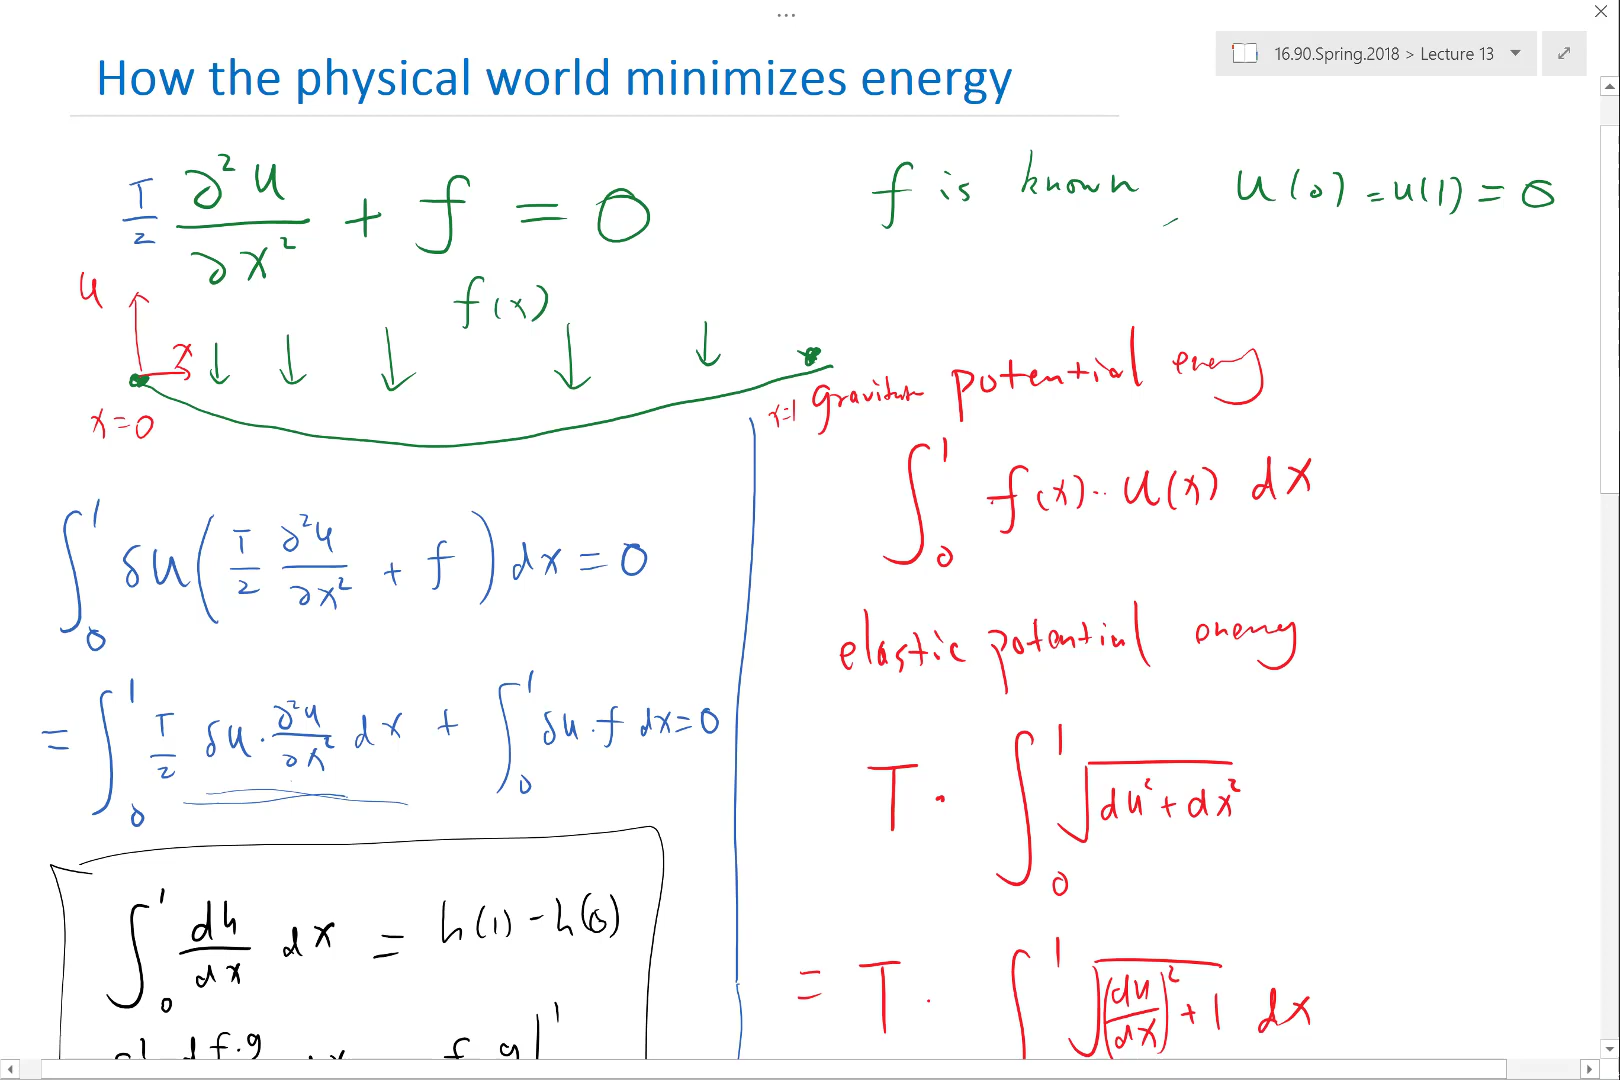 16.90.Spring.2018 > Lecture 13
How the physical world minimizes energy
T/2 ∂²u/∂x² + f = 0
f is known, u(0) = u(1) = 0
u
f(x)
x
x=0
x=1
gravitune potential energy
∫₀¹ f(x)·u(x) dx
∫₀¹ δu(T/2 ∂²u/∂x² + f) dx = 0
= ∫₀¹ T/2 δu·∂²u/∂x² dx + ∫₀¹ δu·f dx = 0
elastic potential energy
T · ∫₀¹ √(du² + dx²)
= T · ∫ ¹ √((du/dx)² + 1) dx
∫₀¹ dh/dx dx = h(1) - h(0)